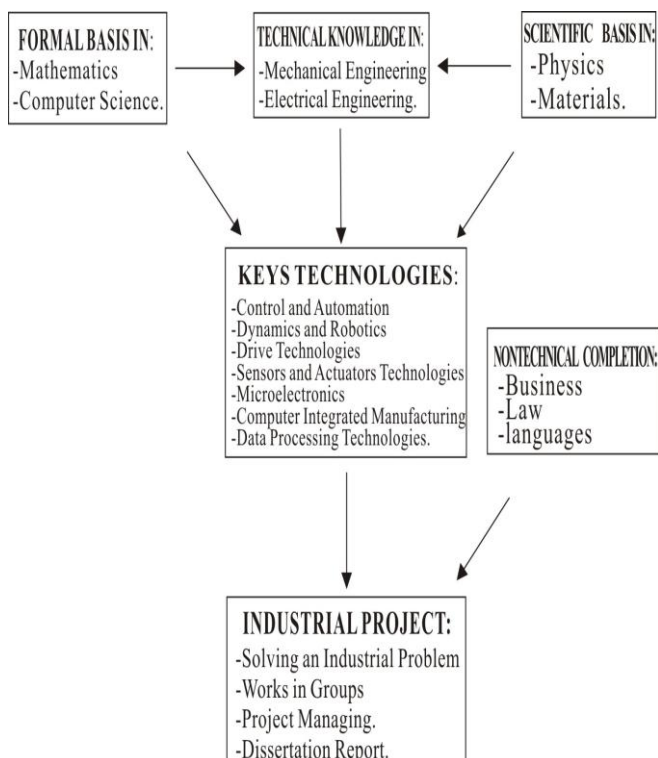 FORMAL BASIS IN:
-Mathematics
-Computer Science.
TECHNICAL KNOWLEDGE IN:
-Mechanical Engineering
-Electrical Engineering.
SCIENTIFIC BASIS IN:
-Physics
-Materials.
KEYS TECHNOLOGIES:
-Control and Automation
-Dynamics and Robotics
-Drive Technologies
-Sensors and Actuators Technologies
-Microelectronics
-Computer Integrated Manufacturing
-Data Processing Technologies.
NONTECHNICAL COMPLETION:
-Business
-Law
-languages
INDUSTRIAL PROJECT:
-Solving an Industrial Problem
-Works in Groups
-Project Managing.
-Dissertation Report.